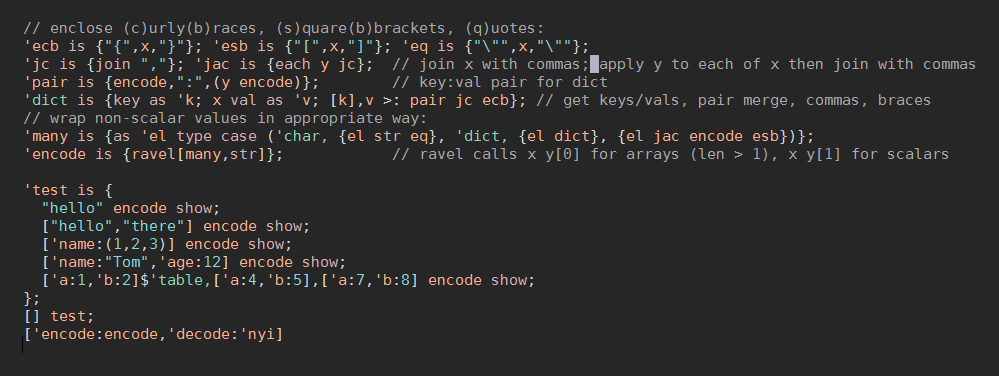 // enclose (c)urly(b)races, (s)quare(b)brackets, (q)uotes:
'ecb is {"{",x,"}"}; 'esb is {"[",x,"]"}; 'eq is {"\"",x,"\""};
'jc is {join ","}; 'jac is {each y jc};  // join x with commas; apply y to each of x then join with commas
'pair is {encode,":",(y encode)};        // key:val pair for dict
'dict is {key as 'k; x val as 'v; [k],v >: pair jc ecb}; // get keys/vals, pair merge, commas, braces
// wrap non-scalar values in appropriate way:
'many is {as 'el type case ('char, {el str eq}, 'dict, {el dict}, {el jac encode esb})};
'encode is {ravel[many,str]};            // ravel calls x y[0] for arrays (len > 1), x y[1] for scalars

'test is {
  "hello" encode show;
  ["hello","there"] encode show;
  ['name:(1,2,3)] encode show;
  ['name:"Tom",'age:12] encode show;
  ['a:1,'b:2]$'table,['a:4,'b:5],['a:7,'b:8] encode show;
};
[] test;
['encode:encode,'decode:'nyi]